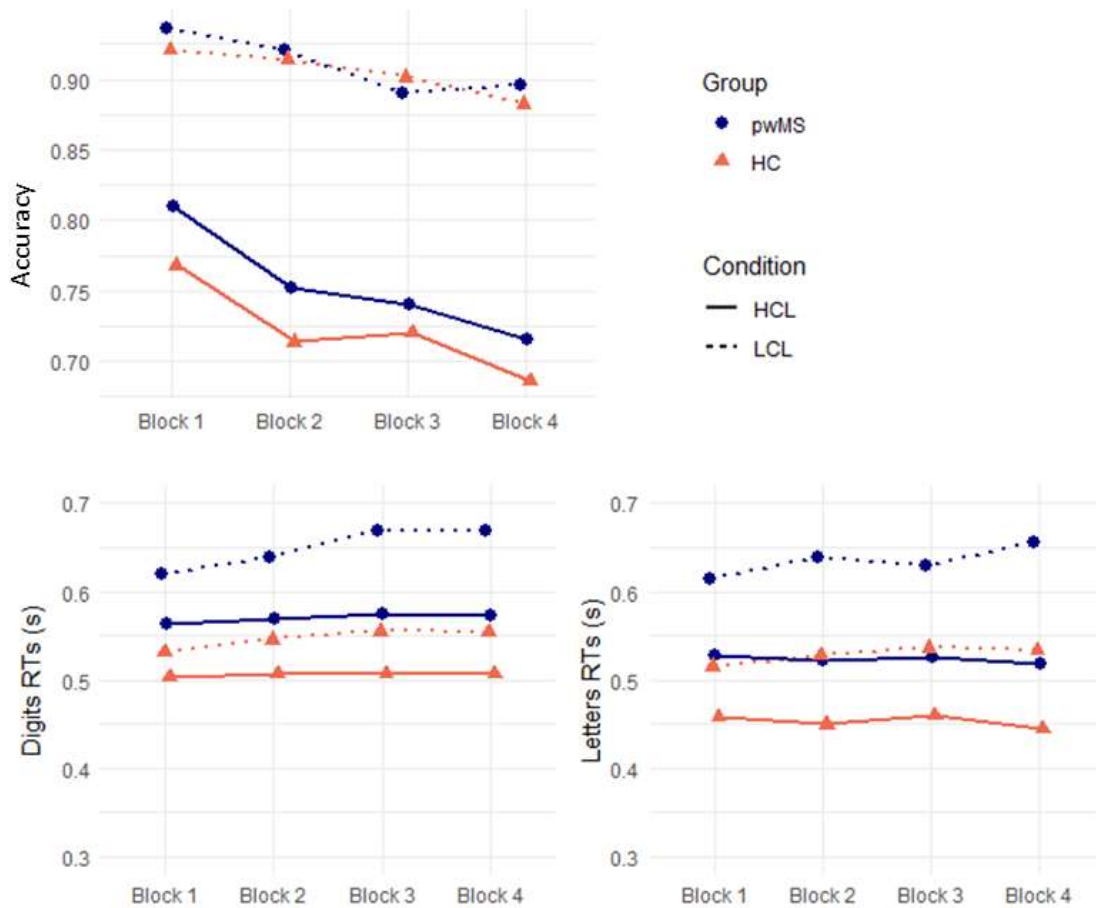 Accuracy
0.90
0.85
0.80
0.75
0.70
Block 1 Block 2 Block 3 Block 4
Group
pwMS
HC
Condition
HCL
LCL
Digits RTs (s)
0.7
0.6
0.5
0.4
0.3
Block 1 Block 2 Block 3 Block 4
Letters RTs (s)
0.7
0.6
0.5
0.4
0.3
Block 1 Block 2 Block 3 Block 4